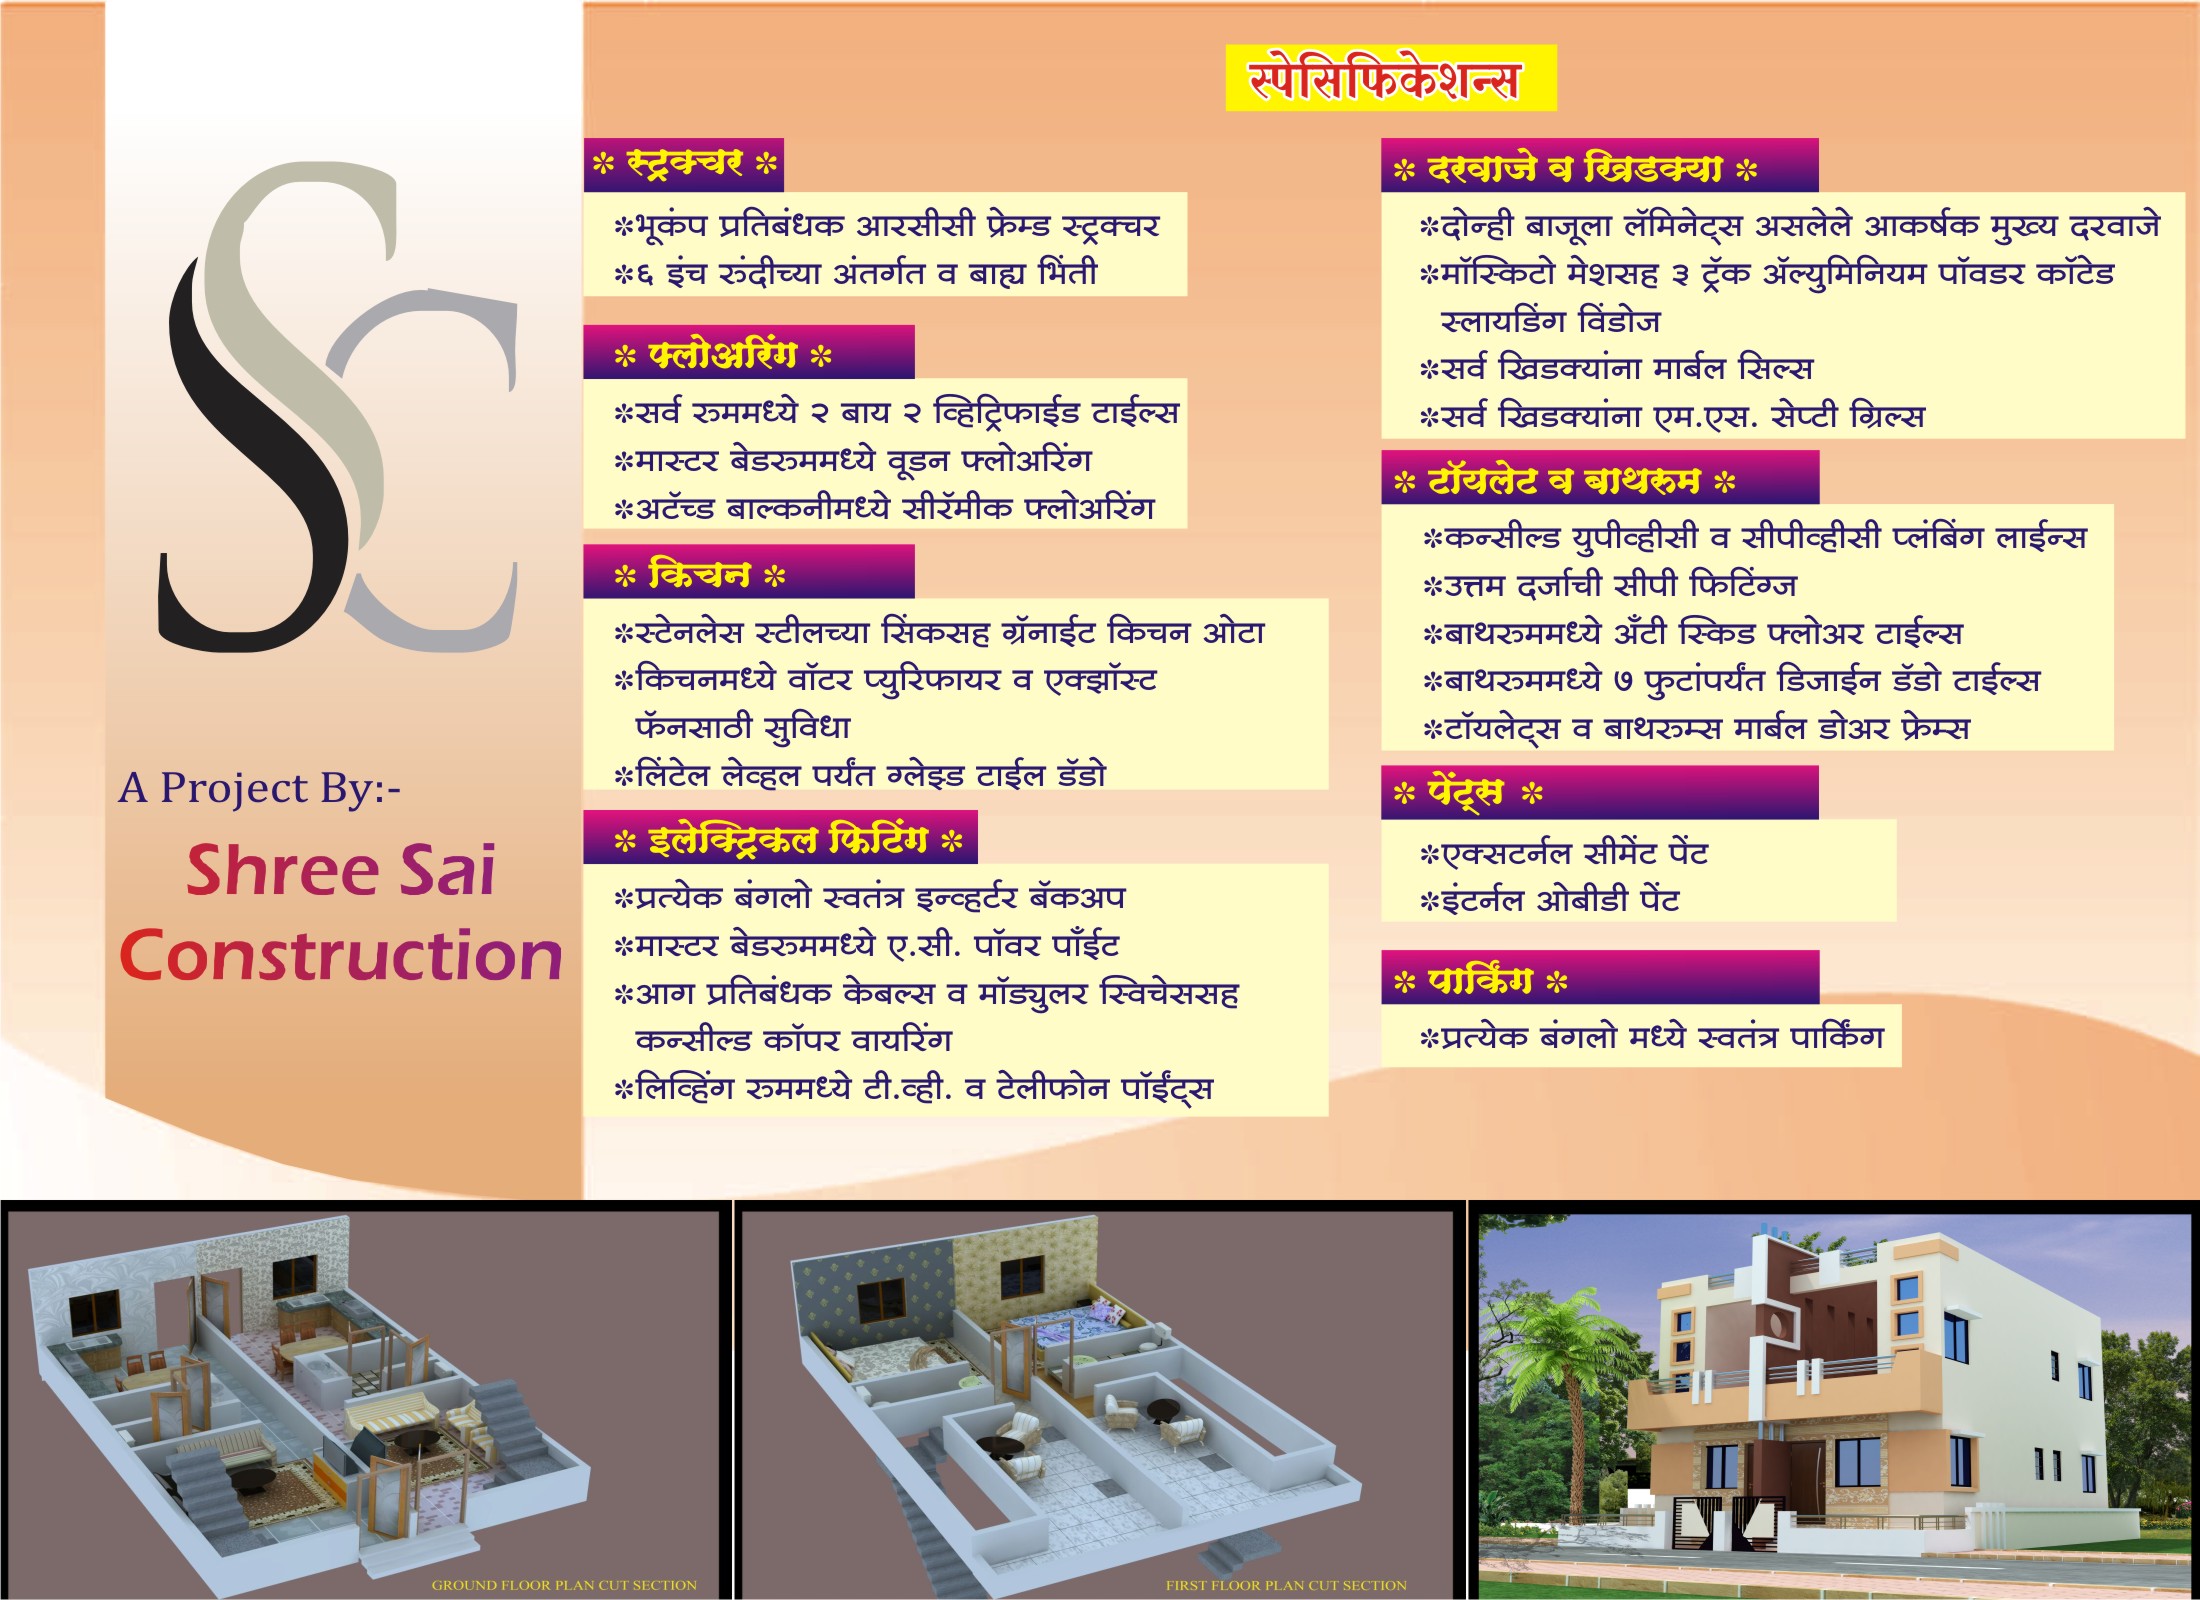 SSC
A Project By:-
Shree Sai
Construction
स्पेसिफिकेशन्स
* स्ट्रक्चर *
*भूकंप प्रतिबंधक आरसीसी फ्रेम्ड स्ट्रक्चर
*६ इंच रुंदीच्या अंतर्गत व बाह्य भिंती
* फ्लोअरिंग *
*सर्व रुममध्ये २ बाय २ व्हिट्रिफाईड टाईल्स
*मास्टर बेडरुममध्ये वूडन फ्लोअरिंग
*अटॅच्ड बाल्कनीमध्ये सीरॅमीक फ्लोअरिंग
* किचन *
*स्टेनलेस स्टीलच्या सिंकसह ग्रॅनाईट किचन ओटा
*किचनमध्ये वॉटर प्युरिफायर व एक्झॉस्ट
फॅनसाठी सुविधा
*लिंटेल लेव्हल पर्यंत ग्लेझ्ड टाईल डॅडो
* इलेक्ट्रिकल फिटिंग *
*प्रत्येक बंगलो स्वतंत्र इन्व्हर्टर बॅकअप
*मास्टर बेडरुममध्ये ए.सी. पॉवर पाँईट
*आग प्रतिबंधक केबल्स व मॉड्युलर स्विचेससह
कन्सील्ड कॉपर वायरिंग
*लिव्हिंग रुममध्ये टी.व्ही. व टेलीफोन पॉईंट्स
* दरवाजे व खिडक्या *
*दोन्ही बाजूला लॅमिनेट्स असलेले आकर्षक मुख्य दरवाजे
*मॉस्किटो मेशसह ३ ट्रॅक अ‍ॅल्युमिनियम पॉवडर कॉटेड
स्लायडिंग विंडोज
*सर्व खिडक्यांना मार्बल सिल्स
*सर्व खिडक्यांना एम.एस. सेप्टी ग्रिल्स
* टॉयलेट व बाथरुम *
*कन्सील्ड युपीव्हीसी व सीपीव्हीसी प्लंबिंग लाईन्स
*उत्तम दर्जाची सीपी फिटिंग्ज
*बाथरुममध्ये अँटी स्किड फ्लोअर टाईल्स
*बाथरुममध्ये ७ फुटांपर्यंत डिजाईन डॅडो टाईल्स
*टॉयलेट्स व बाथरुम्स मार्बल डोअर फ्रेम्स
* पेंट्स *
*एक्सटर्नल सीमेंट पेंट
*इंटर्नल ओबीडी पेंट
* पार्किंग *
*प्रत्येक बंगलो मध्ये स्वतंत्र पार्किंग
GROUND FLOOR PLAN CUT SECTION
FIRST FLOOR PLAN CUT SECTION